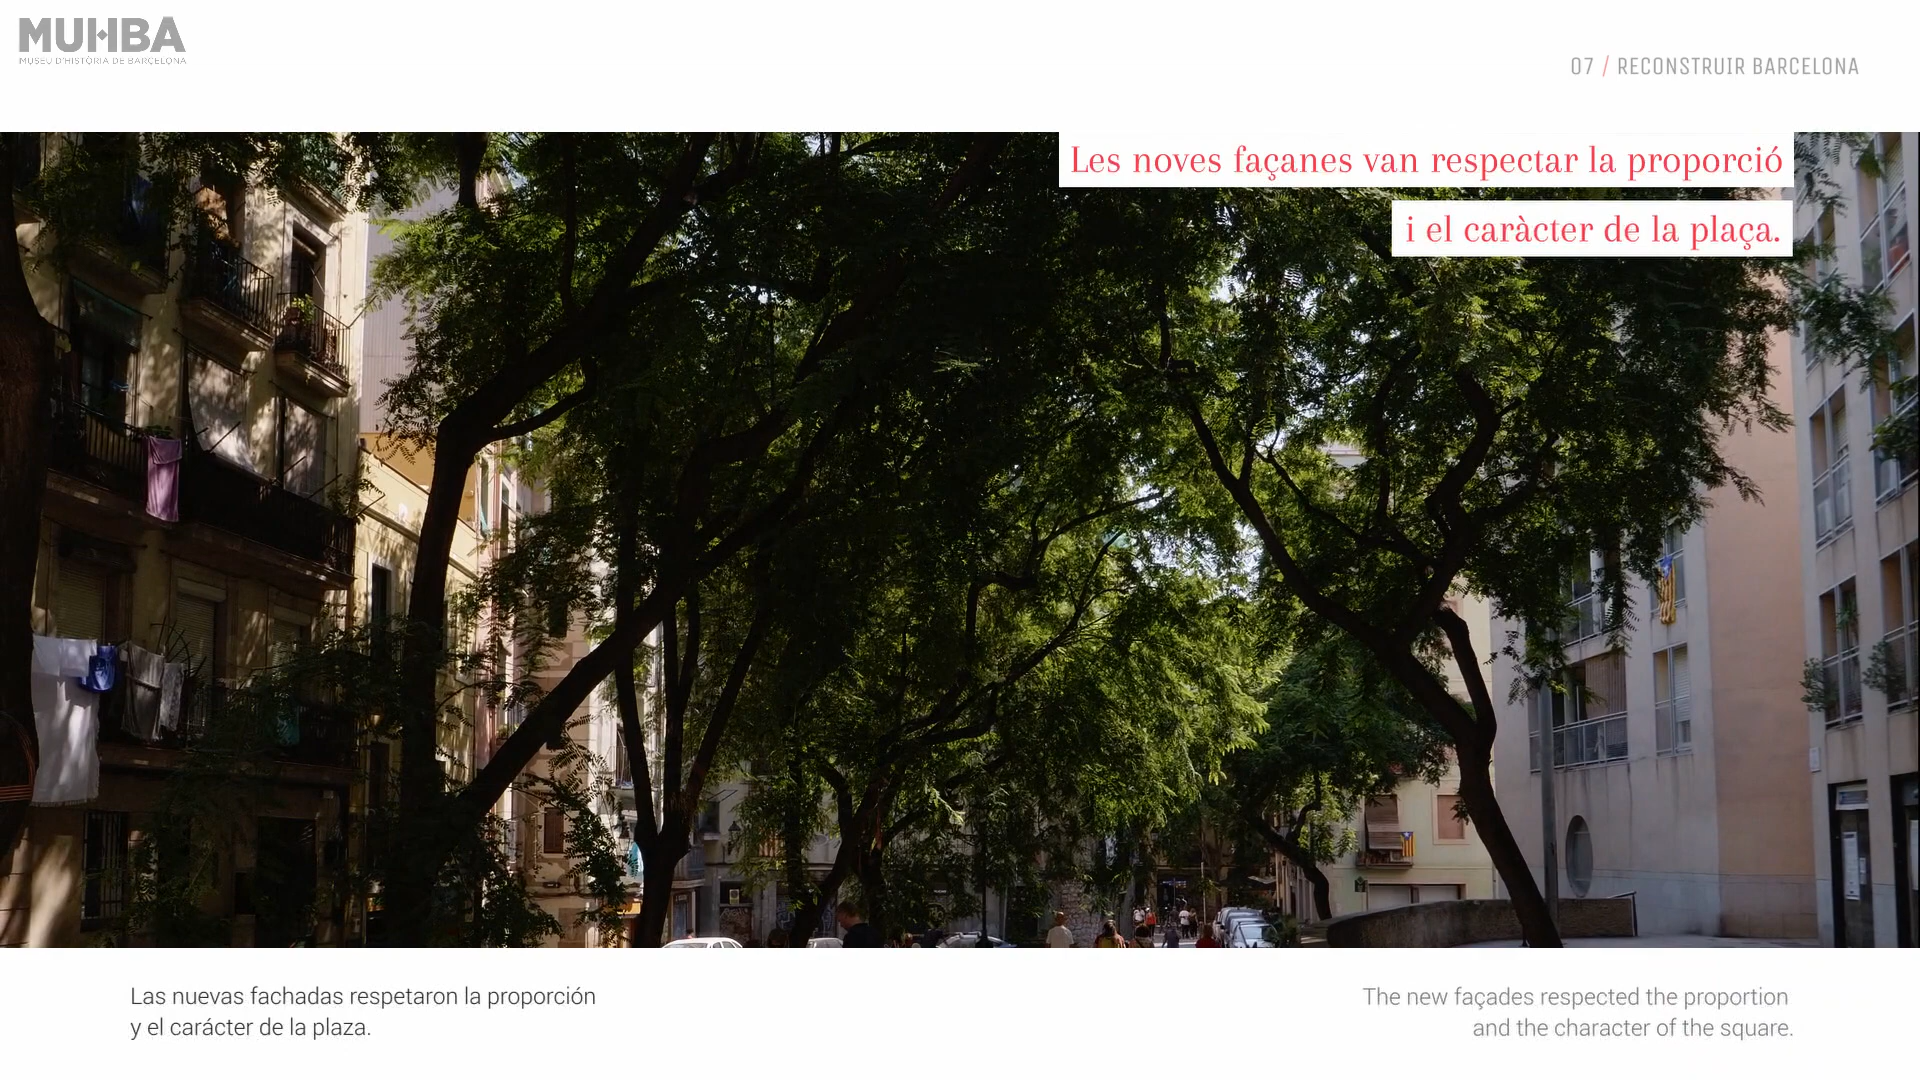 MUHBA
MUSEU D'HISTÒRIA DE BARCELONA
07 / RECONSTRUIR BARCELONA
Les noves façanes van respectar la proporció
i el caràcter de la plaça.
Las nuevas fachadas respetaron la proporción
y el carácter de la plaza.
The new façades respected the proportion
and the character of the square.